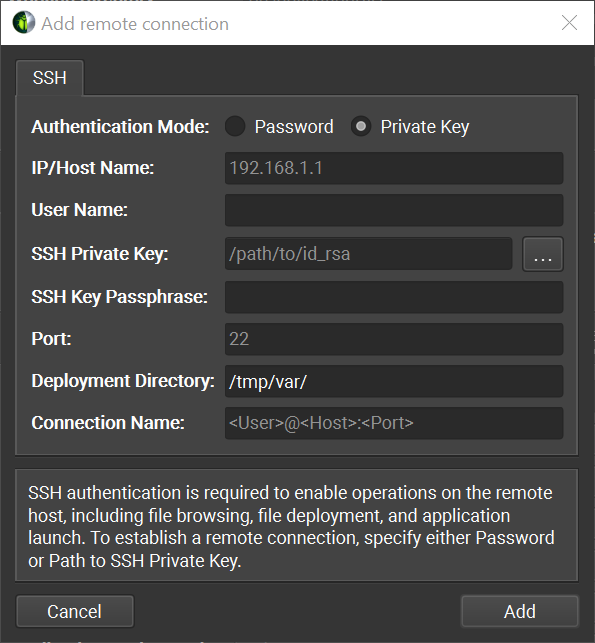 Add remote connection
SSH
Authentication Mode: Password Private Key
IP/Host Name: 192.168.1.1
User Name:
SSH Private Key: /path/to/id_rsa ...
SSH Key Passphrase:
Port: 22
Deployment Directory: /tmp/var/
Connection Name: <User>@<Host>:<Port>
SSH authentication is required to enable operations on the remote
host, including file browsing, file deployment, and application
launch. To establish a remote connection, specify either Password
or Path to SSH Private Key.
Cancel Add